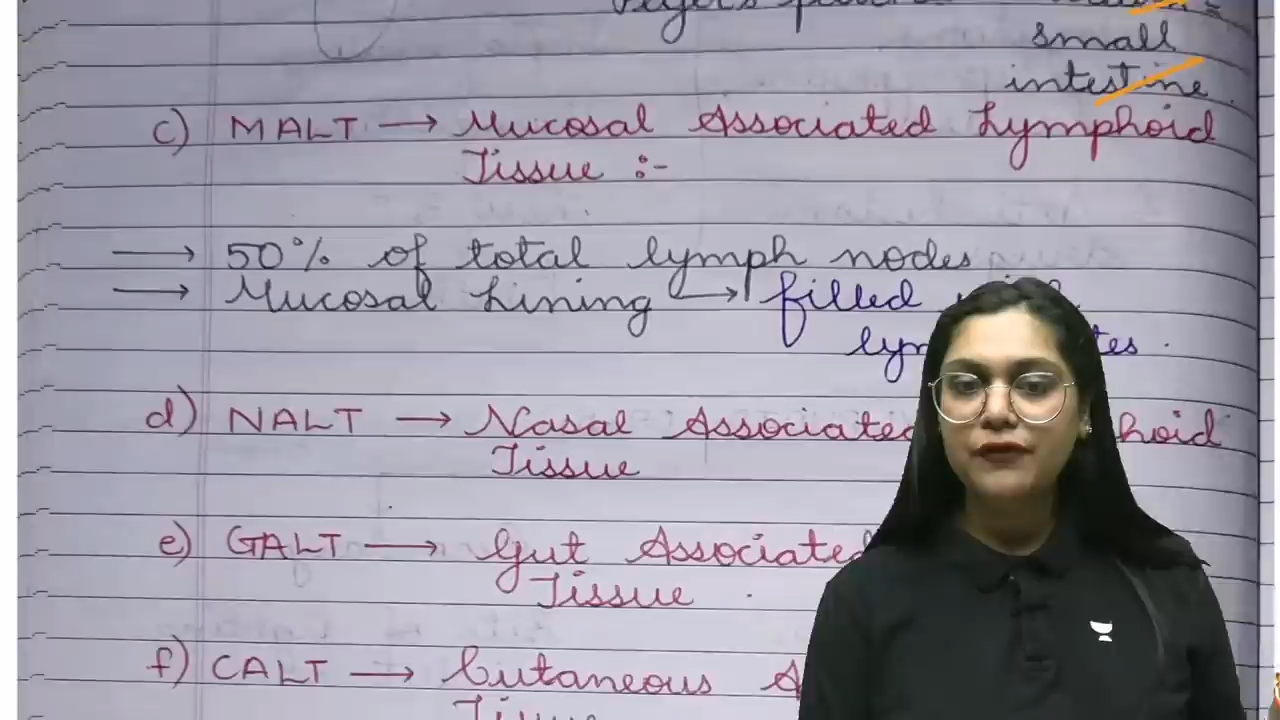 small
intestine.
c) MALT → Mucosal Associated Lymphoid
Tissue :-
→ 50% of total lymph nodes
→ Mucosal Lining ↳ filled
d) NALT → Nasal Associated
Tissue
e) GALT → Gut Associated
Tissue .
f) CALT → Cutaneous